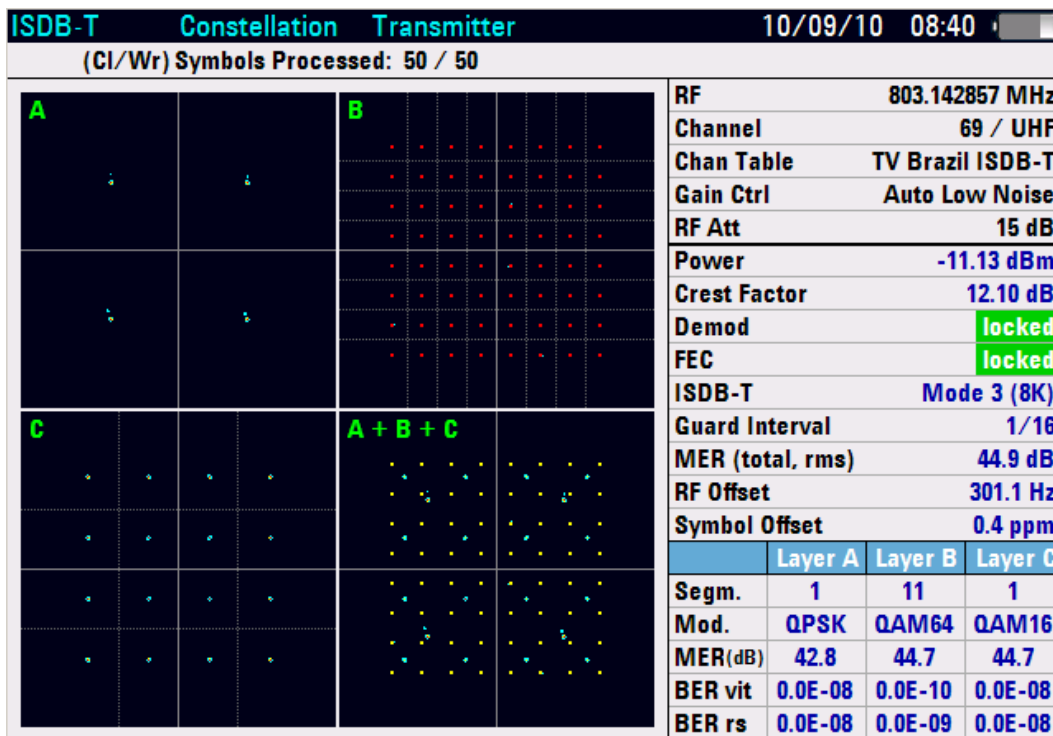 ISDB-T Constellation Transmitter 10/09/10 08:40
(Cl/Wr) Symbols Processed: 50 / 50
A
B
C
A + B + C
RF 803.142857 MHz
Channel 69 / UHF
Chan Table TV Brazil ISDB-T
Gain Ctrl Auto Low Noise
RF Att 15 dB
Power -11.13 dBm
Crest Factor 12.10 dB
Demod locked
FEC locked
ISDB-T Mode 3 (8K)
Guard Interval 1/16
MER (total, rms) 44.9 dB
RF Offset 301.1 Hz
Symbol Offset 0.4 ppm
Layer A Layer B Layer C
Segm. 1 11 1
Mod. QPSK QAM64 QAM16
MER(dB) 42.8 44.7 44.7
BER vit 0.0E-08 0.0E-10 0.0E-08
BER rs 0.0E-08 0.0E-09 0.0E-08